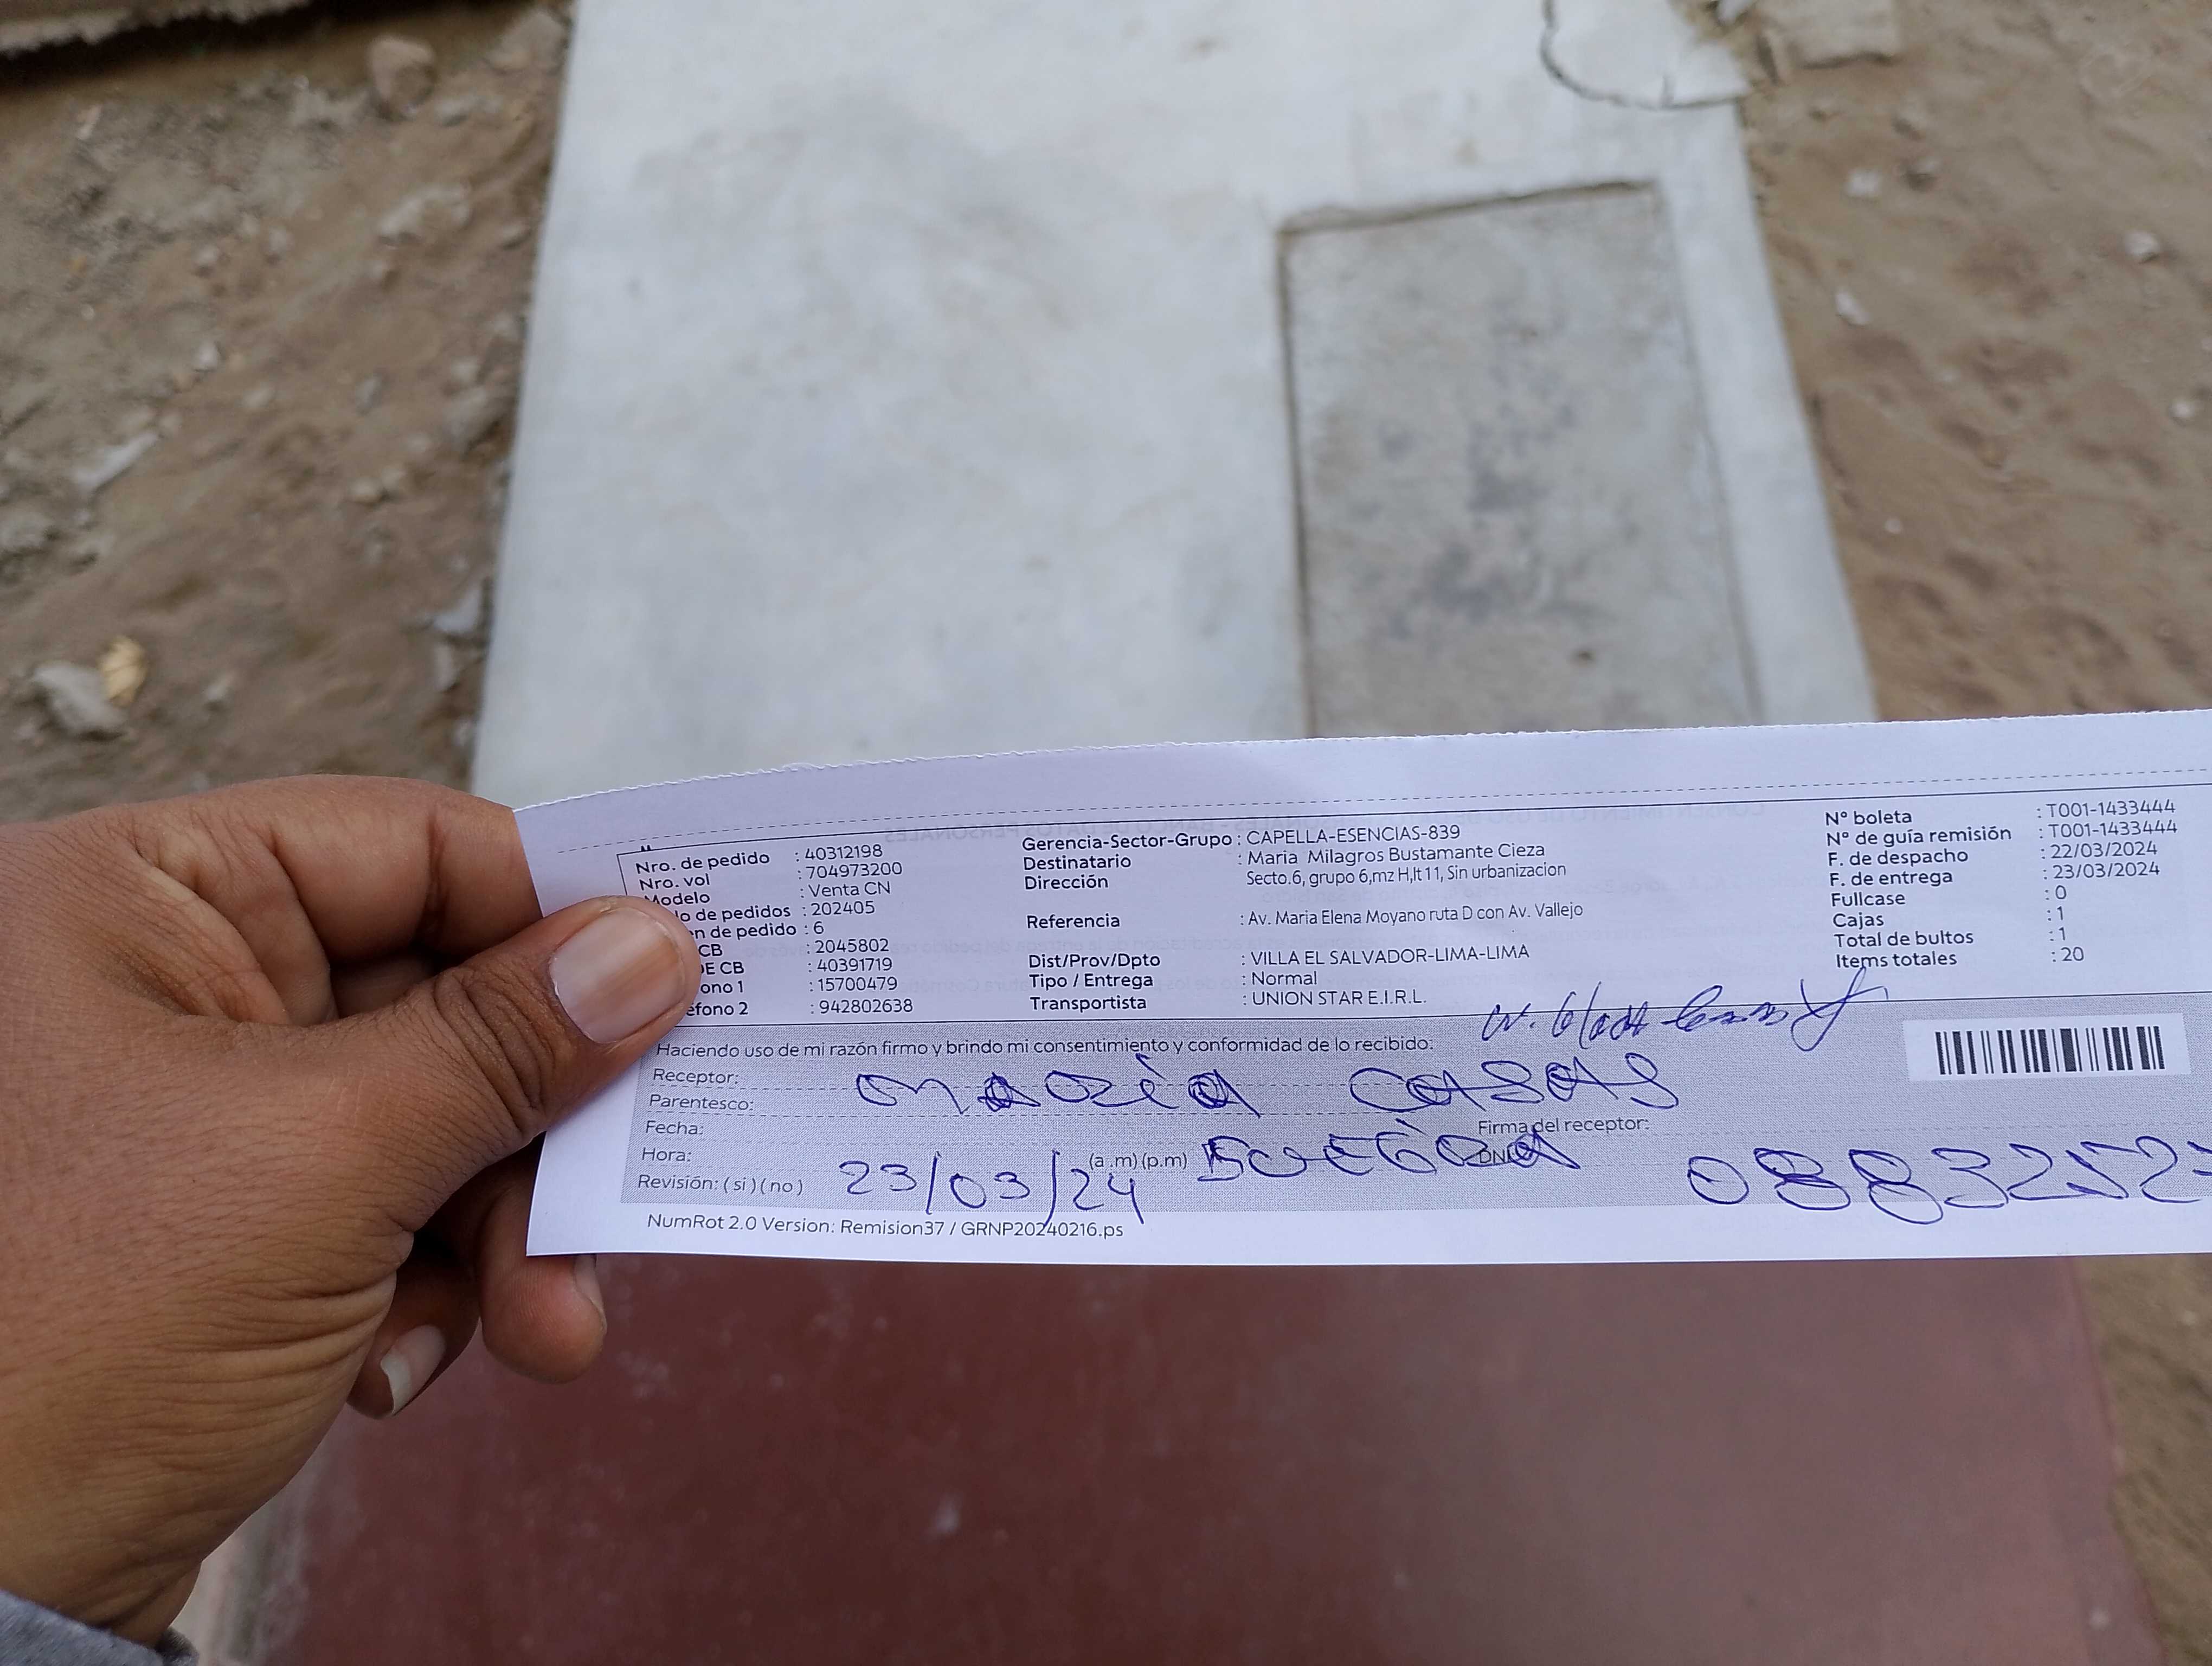 Nro. de pedido : 40312198
Nro. vol : 704973200
Modelo : Venta CN
lo de pedidos : 202405
n de pedido : 6
CB : 2045802
DE CB : 40391719
ono 1 : 15700479
éfono 2 : 942802638
Gerencia-Sector-Grupo : CAPELLA-ESENCIAS-839
Destinatario : Maria Milagros Bustamante Cieza
Dirección Secto.6, grupo 6,mz H,lt 11, Sin urbanizacion
Referencia : Av. Maria Elena Moyano ruta D con Av. Vallejo
Dist/Prov/Dpto : VILLA EL SALVADOR-LIMA-LIMA
Tipo / Entrega : Normal
Transportista : UNION STAR E.I.R.L.
N° boleta : T001-1433444
N° de guía remisión : T001-1433444
F. de despacho : 22/03/2024
F. de entrega : 23/03/2024
Fullcase : 0
Cajas : 1
Total de bultos : 1
Items totales : 20
Haciendo uso de mi razón firmo y brindo mi consentimiento y conformidad de lo recibido:
Receptor: maria casas
Parentesco:
Fecha: Firma del receptor:
Hora: (a .m) (p.m) DNI
Revisión: ( si ) ( no ) 23/03/24 0883252
NumRot 2.0 Version: Remision37 / GRNP20240216.ps